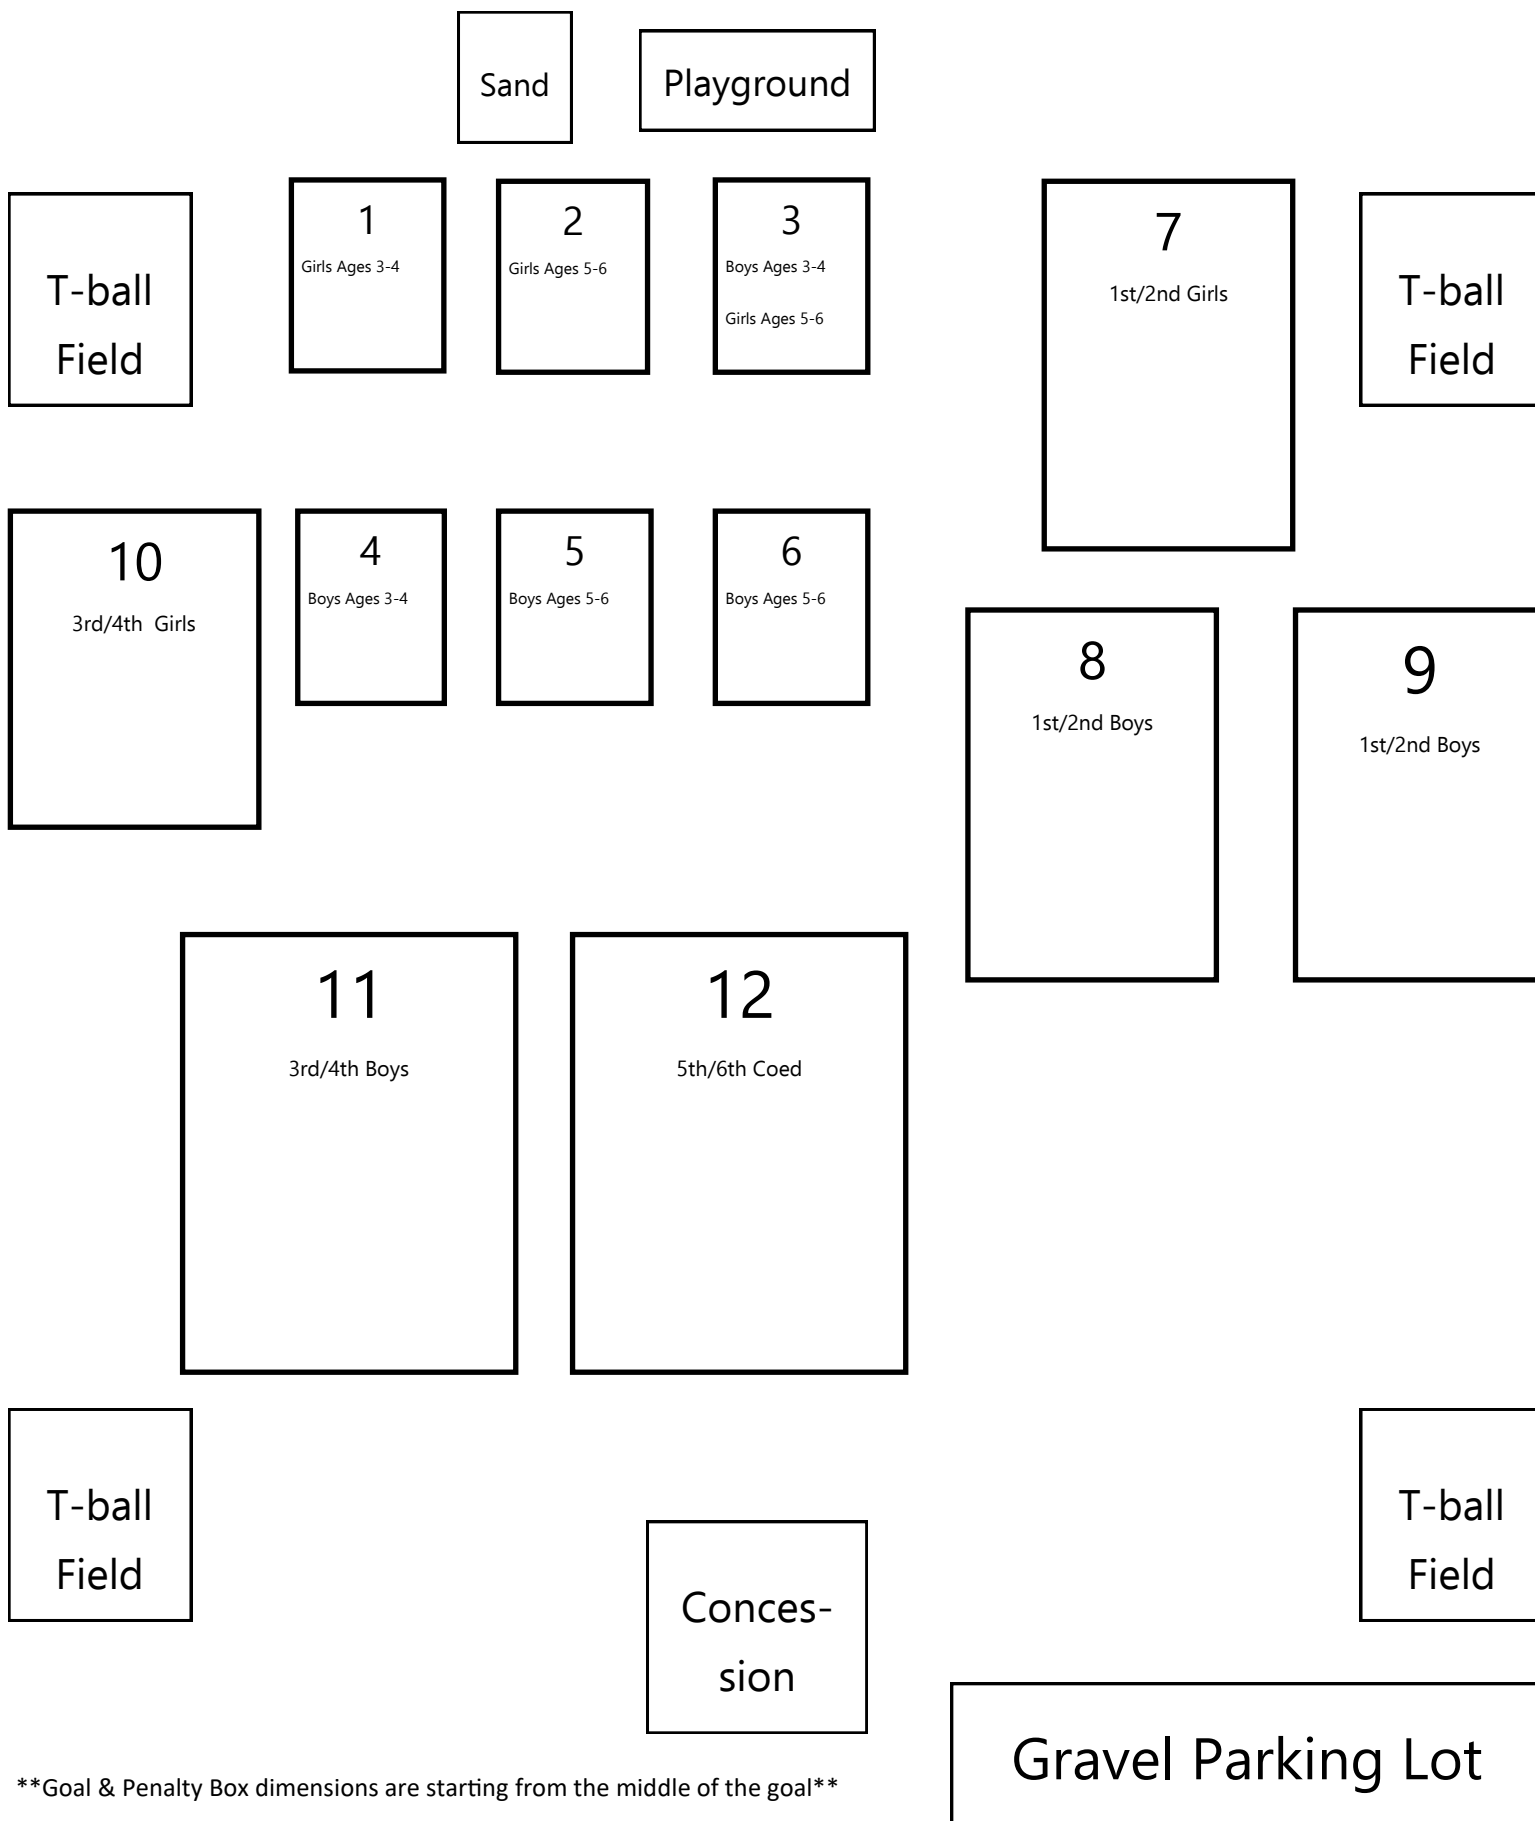 Sand
Playground
T-ball
Field
1
Girls Ages 3-4
2
Girls Ages 5-6
3
Boys Ages 3-4
Girls Ages 5-6
7
1st/2nd Girls
T-ball
Field
10
3rd/4th  Girls
4
Boys Ages 3-4
5
Boys Ages 5-6
6
Boys Ages 5-6
8
1st/2nd Boys
9
1st/2nd Boys
11
3rd/4th Boys
12
5th/6th Coed
T-ball
Field
Conces-
sion
T-ball
Field
Gravel Parking Lot
**Goal & Penalty Box dimensions are starting from the middle of the goal**